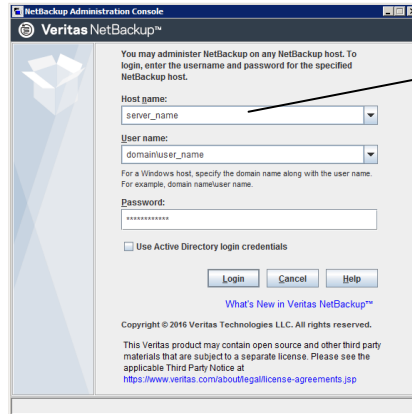 NetBackup Administration Console
Veritas NetBackup™
You may administer NetBackup on any NetBackup host. To
login, enter the username and password for the specified
NetBackup host.
Host name:
server_name
User name:
domain\user_name
For a Windows host, specify the domain name along with the user name.
For example, domain name\user name.
Password:
************
Use Active Directory login credentials
Login Cancel Help
What's New in Veritas NetBackup™
Copyright © 2016 Veritas Technologies LLC. All rights reserved.
This Veritas product may contain open source and other third party
materials that are subject to a separate license. Please see the
applicable Third Party Notice at
https://www.veritas.com/about/legal/license-agreements.jsp